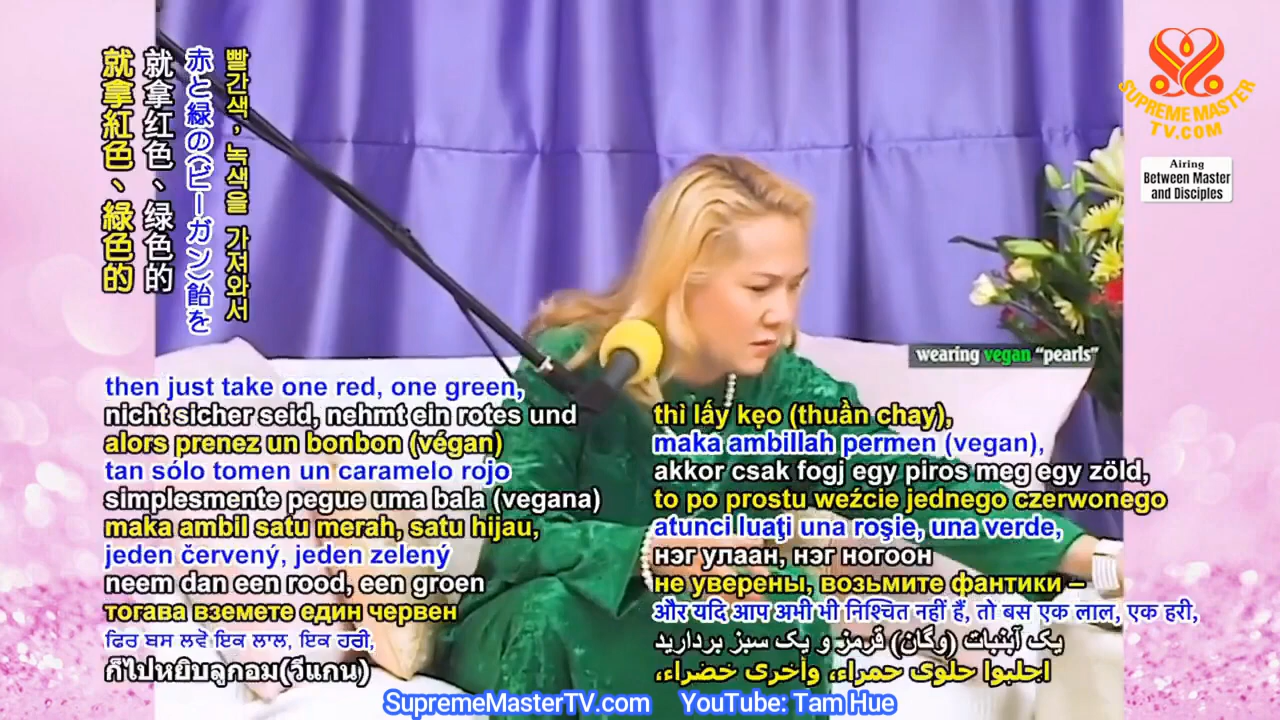 就拿紅色、綠色的
就拿红色、绿色的
赤と緑の(ビーガン)飴を
빨간색, 녹색을 가져와서
SUPREME MASTER
TV.COM
Airing
Between Master
and Disciples
wearing vegan “pearls”
then just take one red, one green,
nicht sicher seid, nehmt ein rotes und
alors prenez un bonbon (végan)
tan sólo tomen un caramelo rojo
simplesmente pegue uma bala (vegana)
maka ambil satu merah, satu hijau,
jeden červený, jeden zelený
neem dan een rood, een groen
тогава вземете един червен
ਫਿਰ ਬਸ ਲਵੋ ਇਕ ਲਾਲ, ਇਕ ਹਰੀ,
ก็ไปหยิบลูกอม(วีแกน)
thì lấy kẹo (thuần chay),
maka ambillah permen (vegan),
akkor csak fogj egy piros meg egy zöld,
to po prostu weźcie jednego czerwonego
atunci luaţi una roşie, una verde,
нэг улаан, нэг ногоон
не уверены, возьмите фантики –
और यदि आप अभी भी निश्चित नहीं हैं, तो बस एक लाल, एक हरी,
یک آبنبات (وگان) قرمز و یک سبز بردارید
اجلبوا حلوى حمراء، وأخرى خضراء،
SupremeMasterTV.com YouTube: Tam Hue